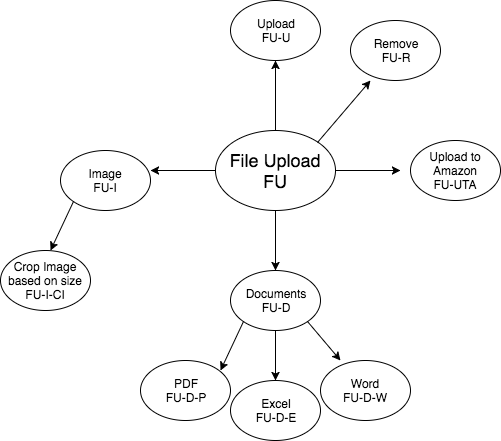 Upload
FU-U
Remove
FU-R
File Upload
FU
Upload to
Amazon
FU-UTA
Image
FU-I
Crop Image
based on size
FU-I-CI
Documents
FU-D
PDF
FU-D-P
Excel
FU-D-E
Word
FU-D-W